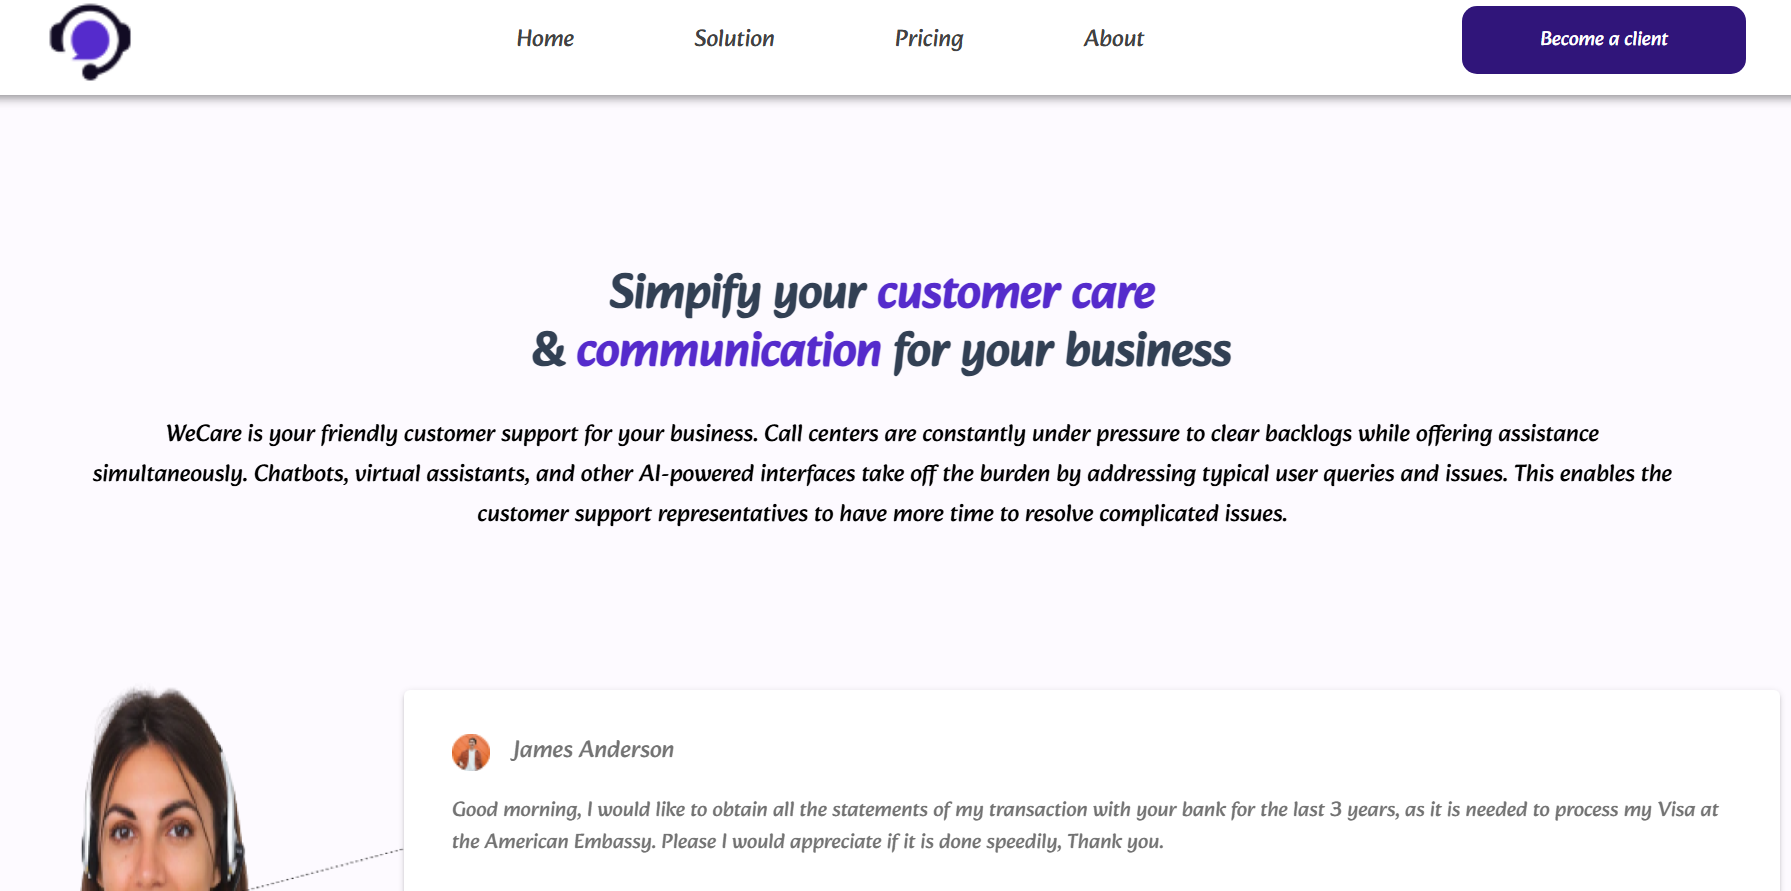 Home Solution Pricing About Become a client
Simpify your customer care
& communication for your business
WeCare is your friendly customer support for your business. Call centers are constantly under pressure to clear backlogs while offering assistance
simultaneously. Chatbots, virtual assistants, and other AI-powered interfaces take off the burden by addressing typical user queries and issues. This enables the
customer support representatives to have more time to resolve complicated issues.
James Anderson
Good morning, I would like to obtain all the statements of my transaction with your bank for the last 3 years, as it is needed to process my Visa at
the American Embassy. Please I would appreciate if it is done speedily, Thank you.